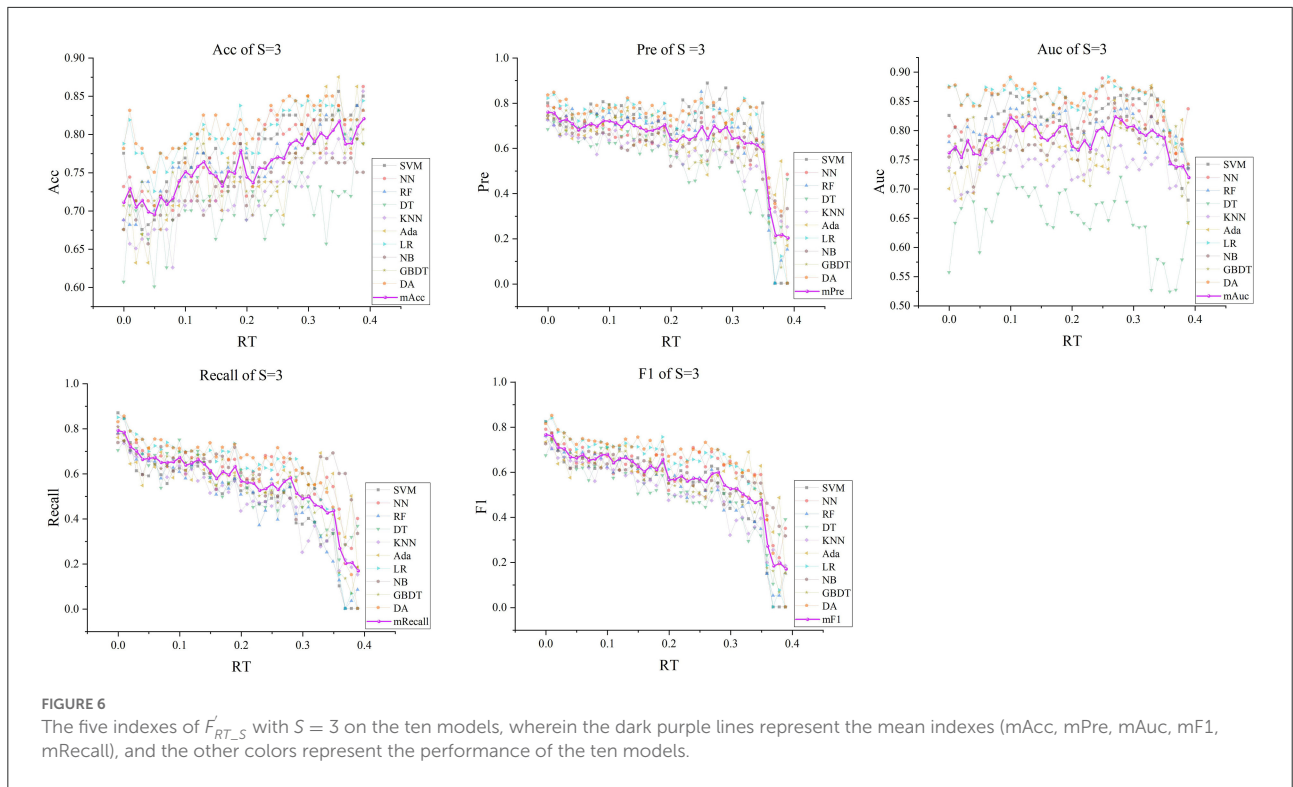 Acc of S=3
0.90
0.85
0.80
0.75
0.70
0.65
0.60
Acc
0.0 0.1 0.2 0.3 0.4
RT
SVM
NN
RF
DT
KNN
Ada
LR
NB
GBDT
DA
mAcc
Pre of S =3
1.0
0.8
0.6
0.4
0.2
0.0
Pre
0.0 0.1 0.2 0.3 0.4
RT
SVM
NN
RF
DT
KNN
Ada
LR
NB
GBDT
DA
mPre
Auc of S=3
0.90
0.85
0.80
0.75
0.70
0.65
0.60
0.55
0.50
Auc
0.0 0.1 0.2 0.3 0.4
RT
SVM
NN
RF
DT
KNN
Ada
LR
NB
GBDT
DA
mAuc
Recall of S=3
1.0
0.8
0.6
0.4
0.2
0.0
Recall
0.0 0.1 0.2 0.3 0.4
RT
SVM
NN
RF
DT
KNN
Ada
LR
NB
GBDT
DA
mRecall
F1 of S=3
1.0
0.8
0.6
0.4
0.2
0.0
F1
0.0 0.1 0.2 0.3 0.4
RT
SVM
NN
RF
DT
KNN
Ada
LR
NB
GBDT
DA
mF1
FIGURE 6
The five indexes of F′RT_S with S = 3 on the ten models, wherein the dark purple lines represent the mean indexes (mAcc, mPre, mAuc, mF1,
mRecall), and the other colors represent the performance of the ten models.